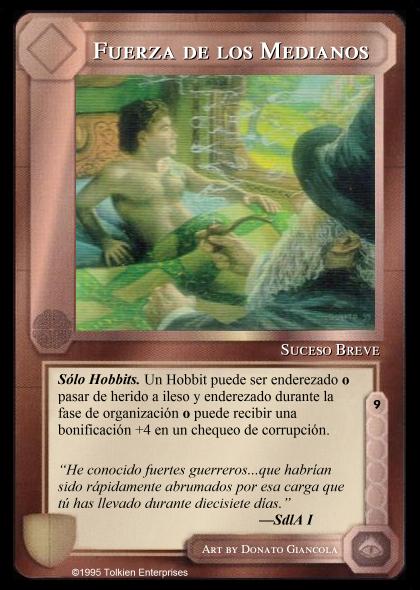 FUERZA DE LOS MEDIANOS
SUCESO BREVE
Sólo Hobbits. Un Hobbit puede ser enderezado o
pasar de herido a ileso y enderezado durante la
fase de organización o puede recibir una
bonificación +4 en un chequeo de corrupción.
9
“He conocido fuertes guerreros...que habrían
sido rápidamente abrumados por esa carga que
tú has llevado durante diecisiete días.”
—SdlA I
ART BY DONATO GIANCOLA
©1995 Tolkien Enterprises